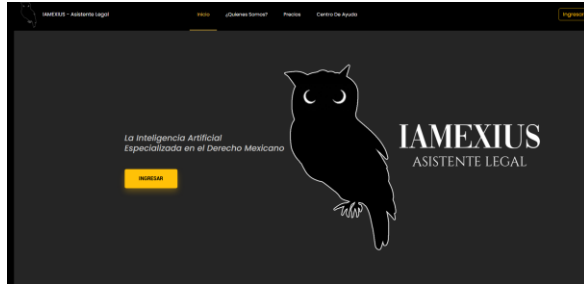 IAMEXIUS - Asistente Legal
Inicio
¿Quienes Somos?
Precios
Centro De Ayuda
Ingresar
La Inteligencia Artificial
Especializada en el Derecho Mexicano
INGRESAR
IAMEXIUS
ASISTENTE LEGAL